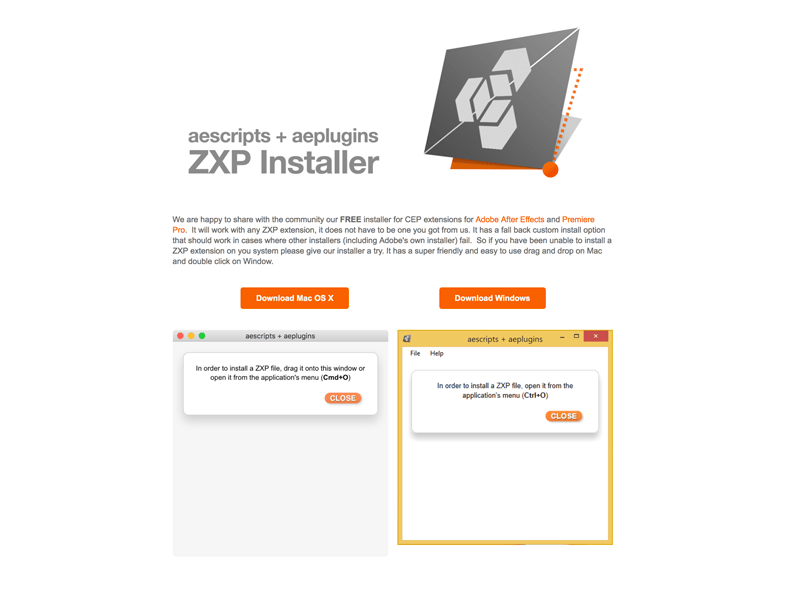 aescripts + aeplugins
ZXP Installer
We are happy to share with the community our FREE installer for CEP extensions for Adobe After Effects and Premiere
Pro.  It will work with any ZXP extension, it does not have to be one you got from us. It has a fall back custom install option
that should work in cases where other installers (including Adobe's own installer) fail.  So if you have been unable to install a
ZXP extension on you system please give our installer a try. It has a super friendly and easy to use drag and drop on Mac
and double click on Window.
Download Mac OS X
Download Windows
aescripts + aeplugins
In order to install a ZXP file, drag it onto this window or
open it from the application's menu (Cmd+O)
CLOSE
aescripts + aeplugins
File Help
In order to install a ZXP file, open it from the
application's menu (Ctrl+O)
CLOSE